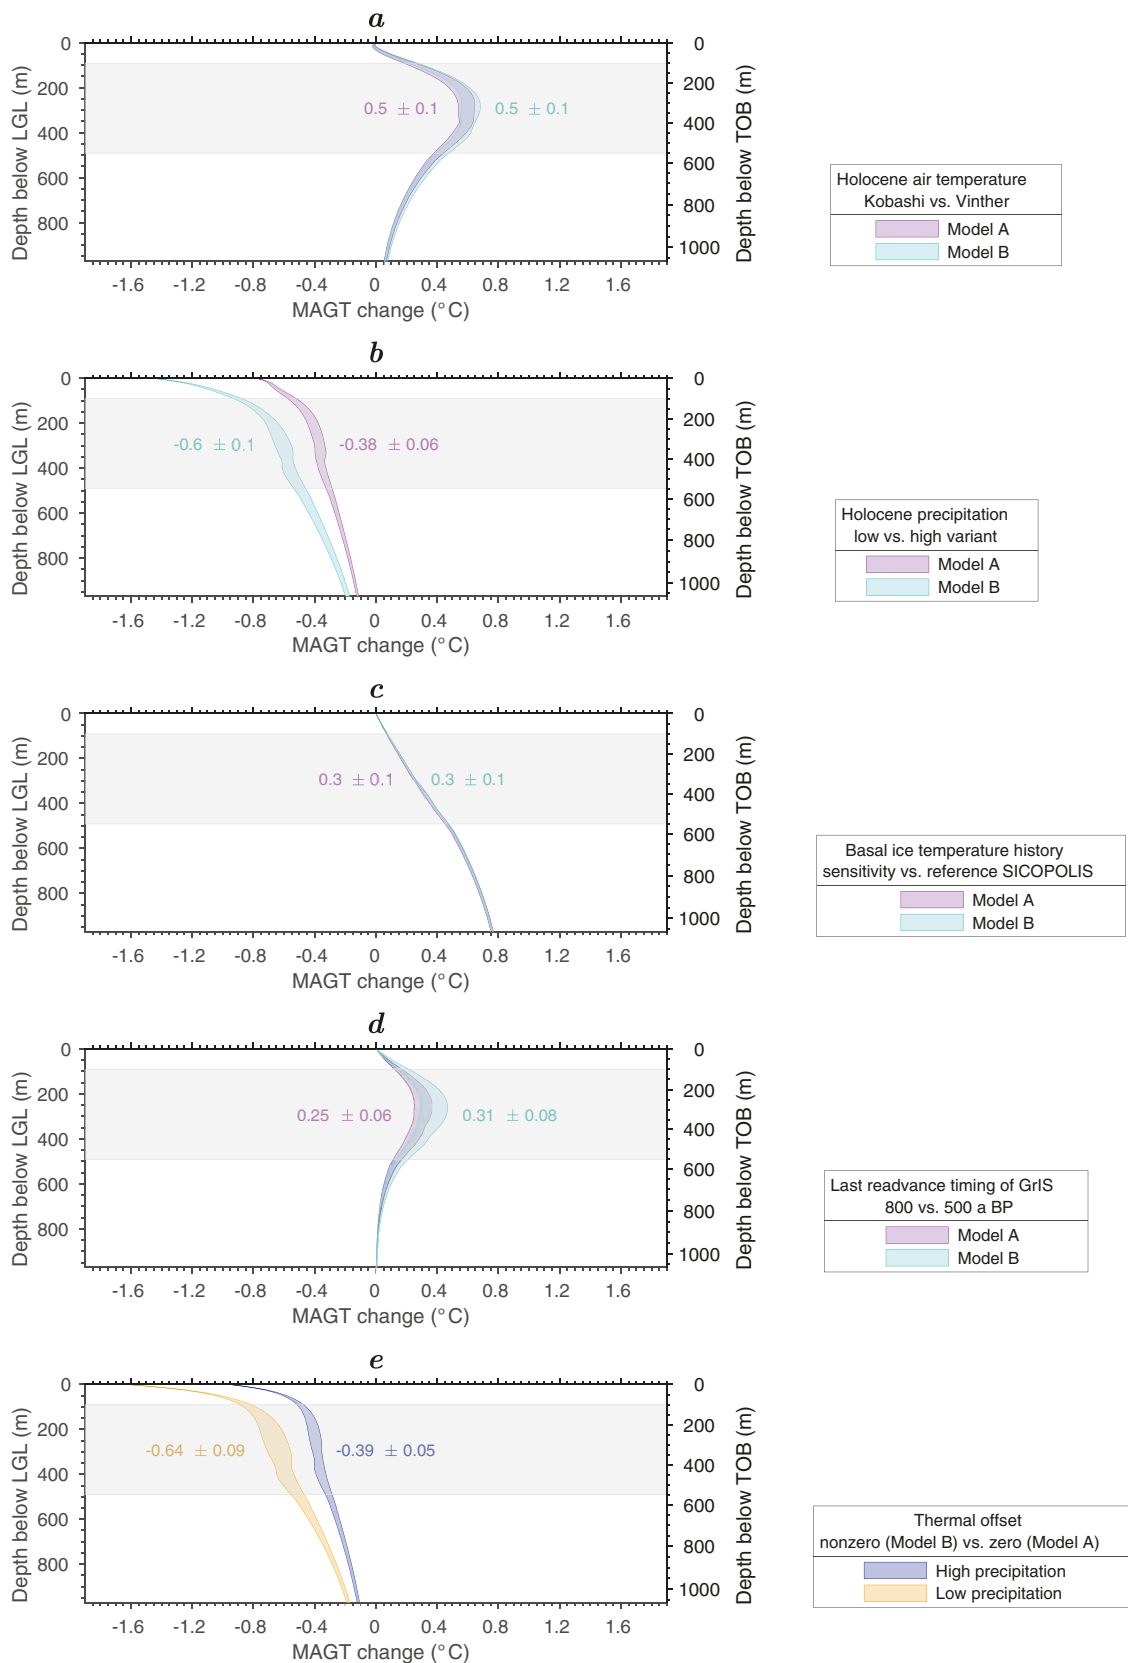 a
0
200
400
600
800
Depth below LGL (m)
0.5 ± 0.1
0.5 ± 0.1
0
200
400
600
800
1000
Depth below TOB (m)
-1.6 -1.2 -0.8 -0.4 0 0.4 0.8 1.2 1.6
MAGT change (°C)
Holocene air temperature
Kobashi vs. Vinther
Model A
Model B
b
0
200
400
600
800
Depth below LGL (m)
-0.6 ± 0.1
-0.38 ± 0.06
0
200
400
600
800
1000
Depth below TOB (m)
-1.6 -1.2 -0.8 -0.4 0 0.4 0.8 1.2 1.6
MAGT change (°C)
Holocene precipitation
low vs. high variant
Model A
Model B
c
0
200
400
600
800
Depth below LGL (m)
0.3 ± 0.1
0.3 ± 0.1
0
200
400
600
800
1000
Depth below TOB (m)
-1.6 -1.2 -0.8 -0.4 0 0.4 0.8 1.2 1.6
MAGT change (°C)
Basal ice temperature history
sensitivity vs. reference SICOPOLIS
Model A
Model B
d
0
200
400
600
800
Depth below LGL (m)
0.25 ± 0.06
0.31 ± 0.08
0
200
400
600
800
1000
Depth below TOB (m)
-1.6 -1.2 -0.8 -0.4 0 0.4 0.8 1.2 1.6
MAGT change (°C)
Last readvance timing of GrIS
800 vs. 500 a BP
Model A
Model B
e
0
200
400
600
800
Depth below LGL (m)
-0.64 ± 0.09
-0.39 ± 0.05
0
200
400
600
800
1000
Depth below TOB (m)
-1.6 -1.2 -0.8 -0.4 0 0.4 0.8 1.2 1.6
MAGT change (°C)
Thermal offset
nonzero (Model B) vs. zero (Model A)
High precipitation
Low precipitation